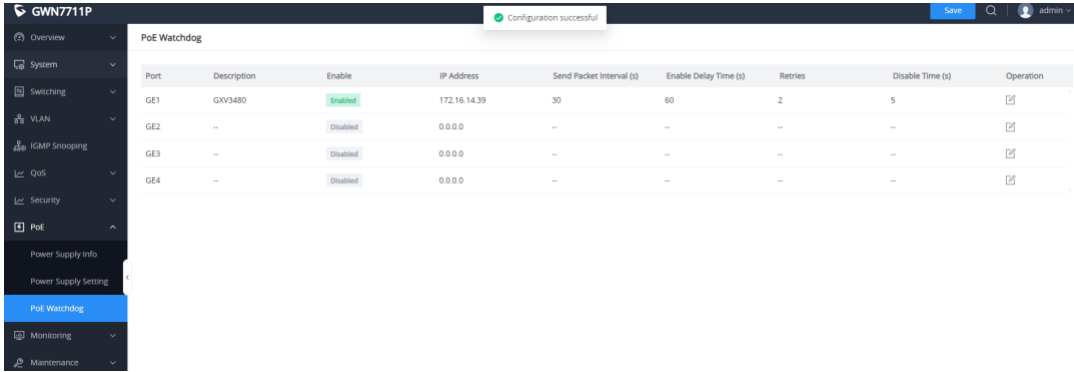 GWN7711P
Configuration successful
Save
admin
Overview
System
Switching
VLAN
IGMP Snooping
QoS
Security
PoE
Power Supply Info
Power Supply Setting
PoE Watchdog
Monitoring
Maintenance
PoE Watchdog
Port Description Enable IP Address Send Packet Interval (s) Enable Delay Time (s) Retries Disable Time (s) Operation
GE1 GXV3480 Enabled 172.16.14.39 30 60 2 5
GE2 -- Disabled 0.0.0.0 -- -- -- --
GE3 -- Disabled 0.0.0.0 -- -- -- --
GE4 -- Disabled 0.0.0.0 -- -- -- --